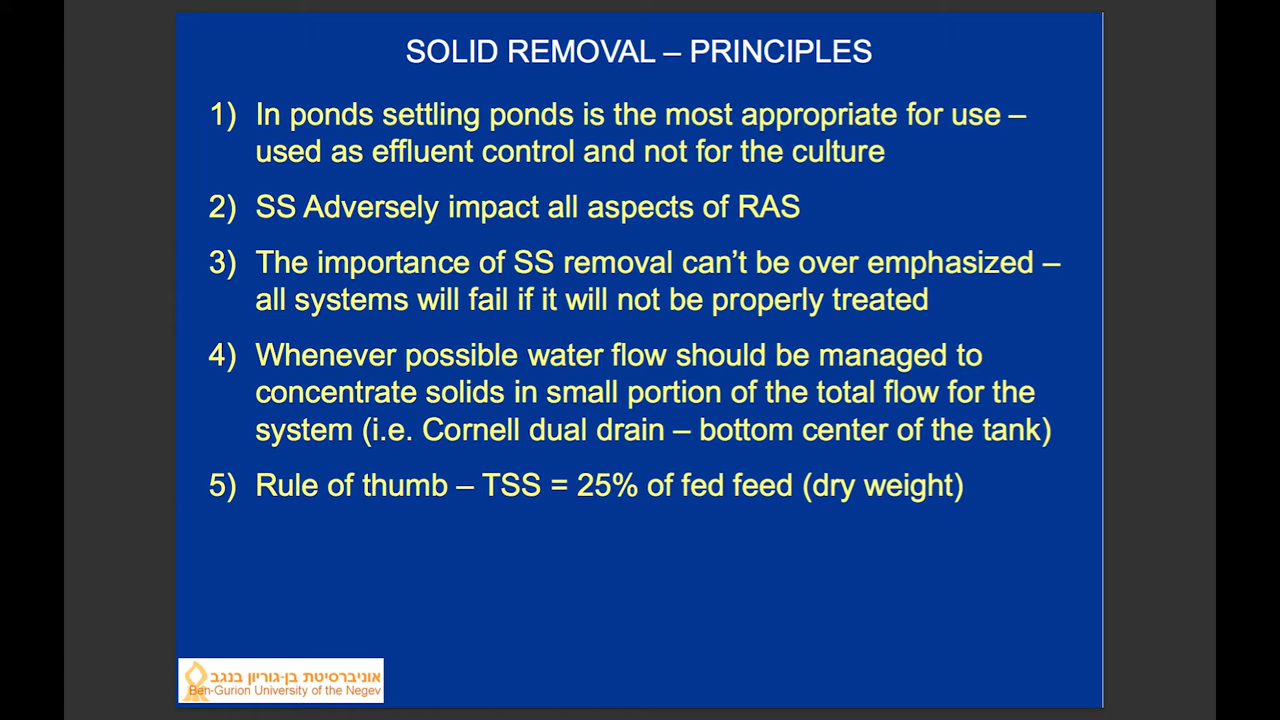 SOLID REMOVAL – PRINCIPLES
1) In ponds settling ponds is the most appropriate for use –
used as effluent control and not for the culture
2) SS Adversely impact all aspects of RAS
3) The importance of SS removal can’t be over emphasized –
all systems will fail if it will not be properly treated
4) Whenever possible water flow should be managed to
concentrate solids in small portion of the total flow for the
system (i.e. Cornell dual drain – bottom center of the tank)
5) Rule of thumb – TSS = 25% of fed feed (dry weight)
אוניברסיטת בן-גוריון בנגב
Ben-Gurion University of the Negev